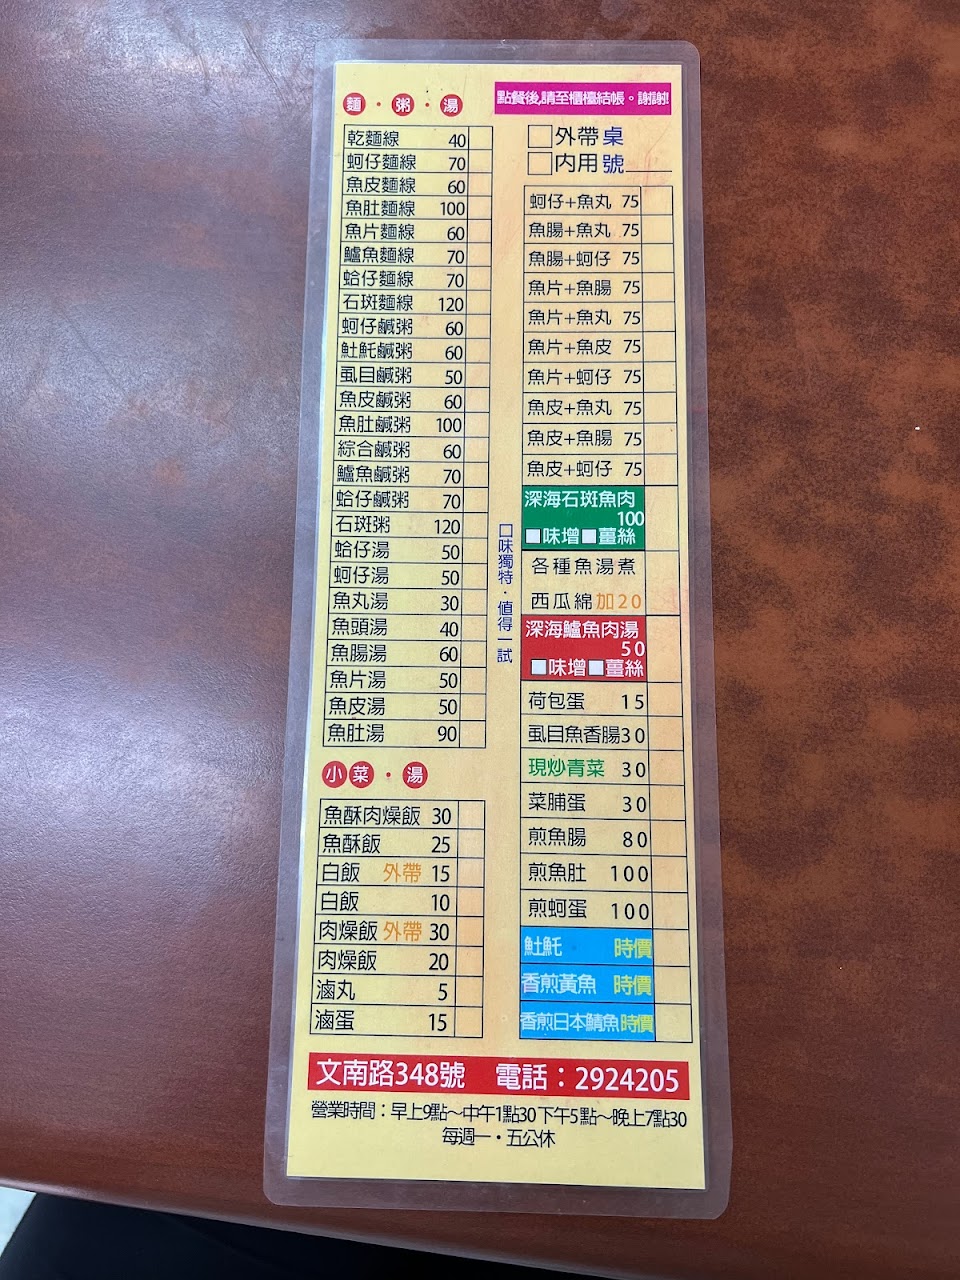 麵・粥・湯
乾麵線 40
蚵仔麵線 70
魚皮麵線 60
魚肚麵線 100
魚片麵線 60
鱸魚麵線 70
蛤仔麵線 70
石斑麵線 120
蚵仔鹹粥 60
𩵚魠鹹粥 60
虱目鹹粥 50
魚皮鹹粥 60
魚肚鹹粥 100
綜合鹹粥 60
鱸魚鹹粥 70
蛤仔鹹粥 70
石斑粥 120
蛤仔湯 50
蚵仔湯 50
魚丸湯 30
魚頭湯 40
魚腸湯 60
魚片湯 50
魚皮湯 50
魚肚湯 90
小菜・湯
魚酥肉燥飯 30
魚酥飯 25
白飯 外帶 15
白飯 10
肉燥飯 外帶 30
肉燥飯 20
滷丸 5
滷蛋 15
口味獨特・值得一試
點餐後,請至櫃檯結帳。謝謝!
□外帶 桌
□內用 號
蚵仔+魚丸 75
魚腸+魚丸 75
魚腸+蚵仔 75
魚片+魚腸 75
魚片+魚丸 75
魚片+魚皮 75
魚片+蚵仔 75
魚皮+魚丸 75
魚皮+魚腸 75
魚皮+蚵仔 75
深海石斑魚肉
100
■味增■薑絲
各種魚湯煮
西瓜綿加20
深海鱸魚肉湯
50
■味增■薑絲
荷包蛋 15
虱目魚香腸30
現炒青菜 30
菜脯蛋 30
煎魚腸 80
煎魚肚 100
煎蚵蛋 100
𩵚魠 時價
香煎黃魚 時價
香煎日本鯖魚時價
文南路348號 電話：2924205
營業時間：早上9點～中午1點30 下午5點～晚上7點30
每週一・五公休